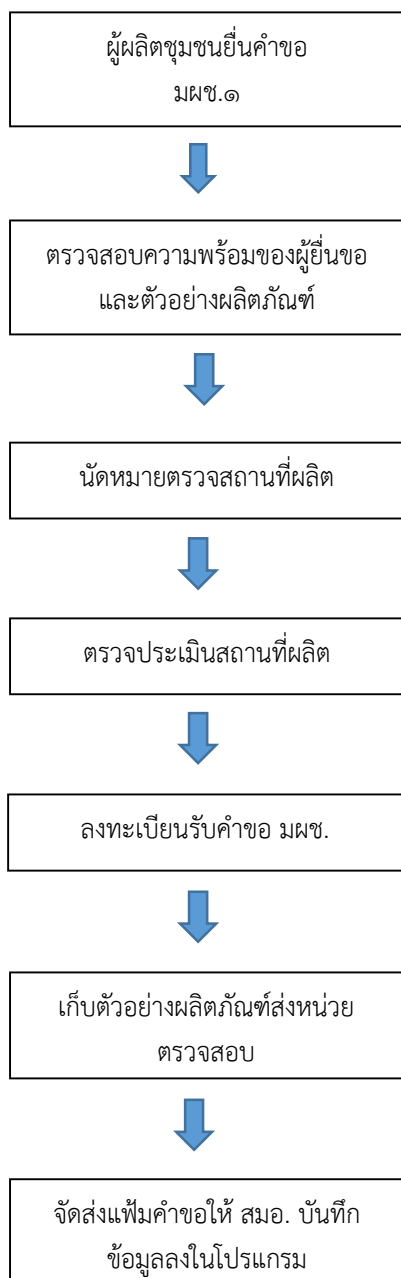 ผู้ผลิตชุมชนยื่นคำขอ
มผช.๑
ตรวจสอบความพร้อมของผู้ยื่นขอ
และตัวอย่างผลิตภัณฑ์
นัดหมายตรวจสถานที่ผลิต
ตรวจประเมินสถานที่ผลิต
ลงทะเบียนรับคำขอ มผช.
เก็บตัวอย่างผลิตภัณฑ์ส่งหน่วย
ตรวจสอบ
จัดส่งแฟ้มคำขอให้ สมอ. บันทึก
ข้อมูลลงในโปรแกรม